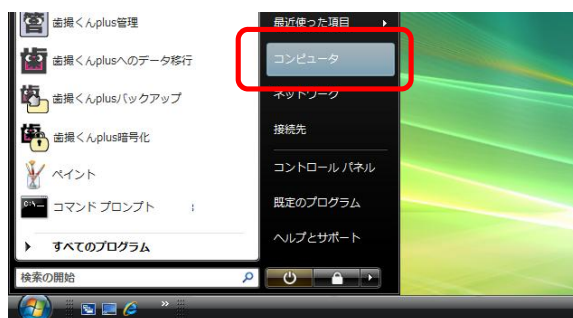 歯撮くんplus管理
歯撮くんplusへのデータ移行
歯撮くんplusバックアップ
歯撮くんplus暗号化
ペイント
コマンド プロンプト
すべてのプログラム
検索の開始
最近使った項目
コンピュータ
ネットワーク
接続先
コントロール パネル
既定のプログラム
ヘルプとサポート